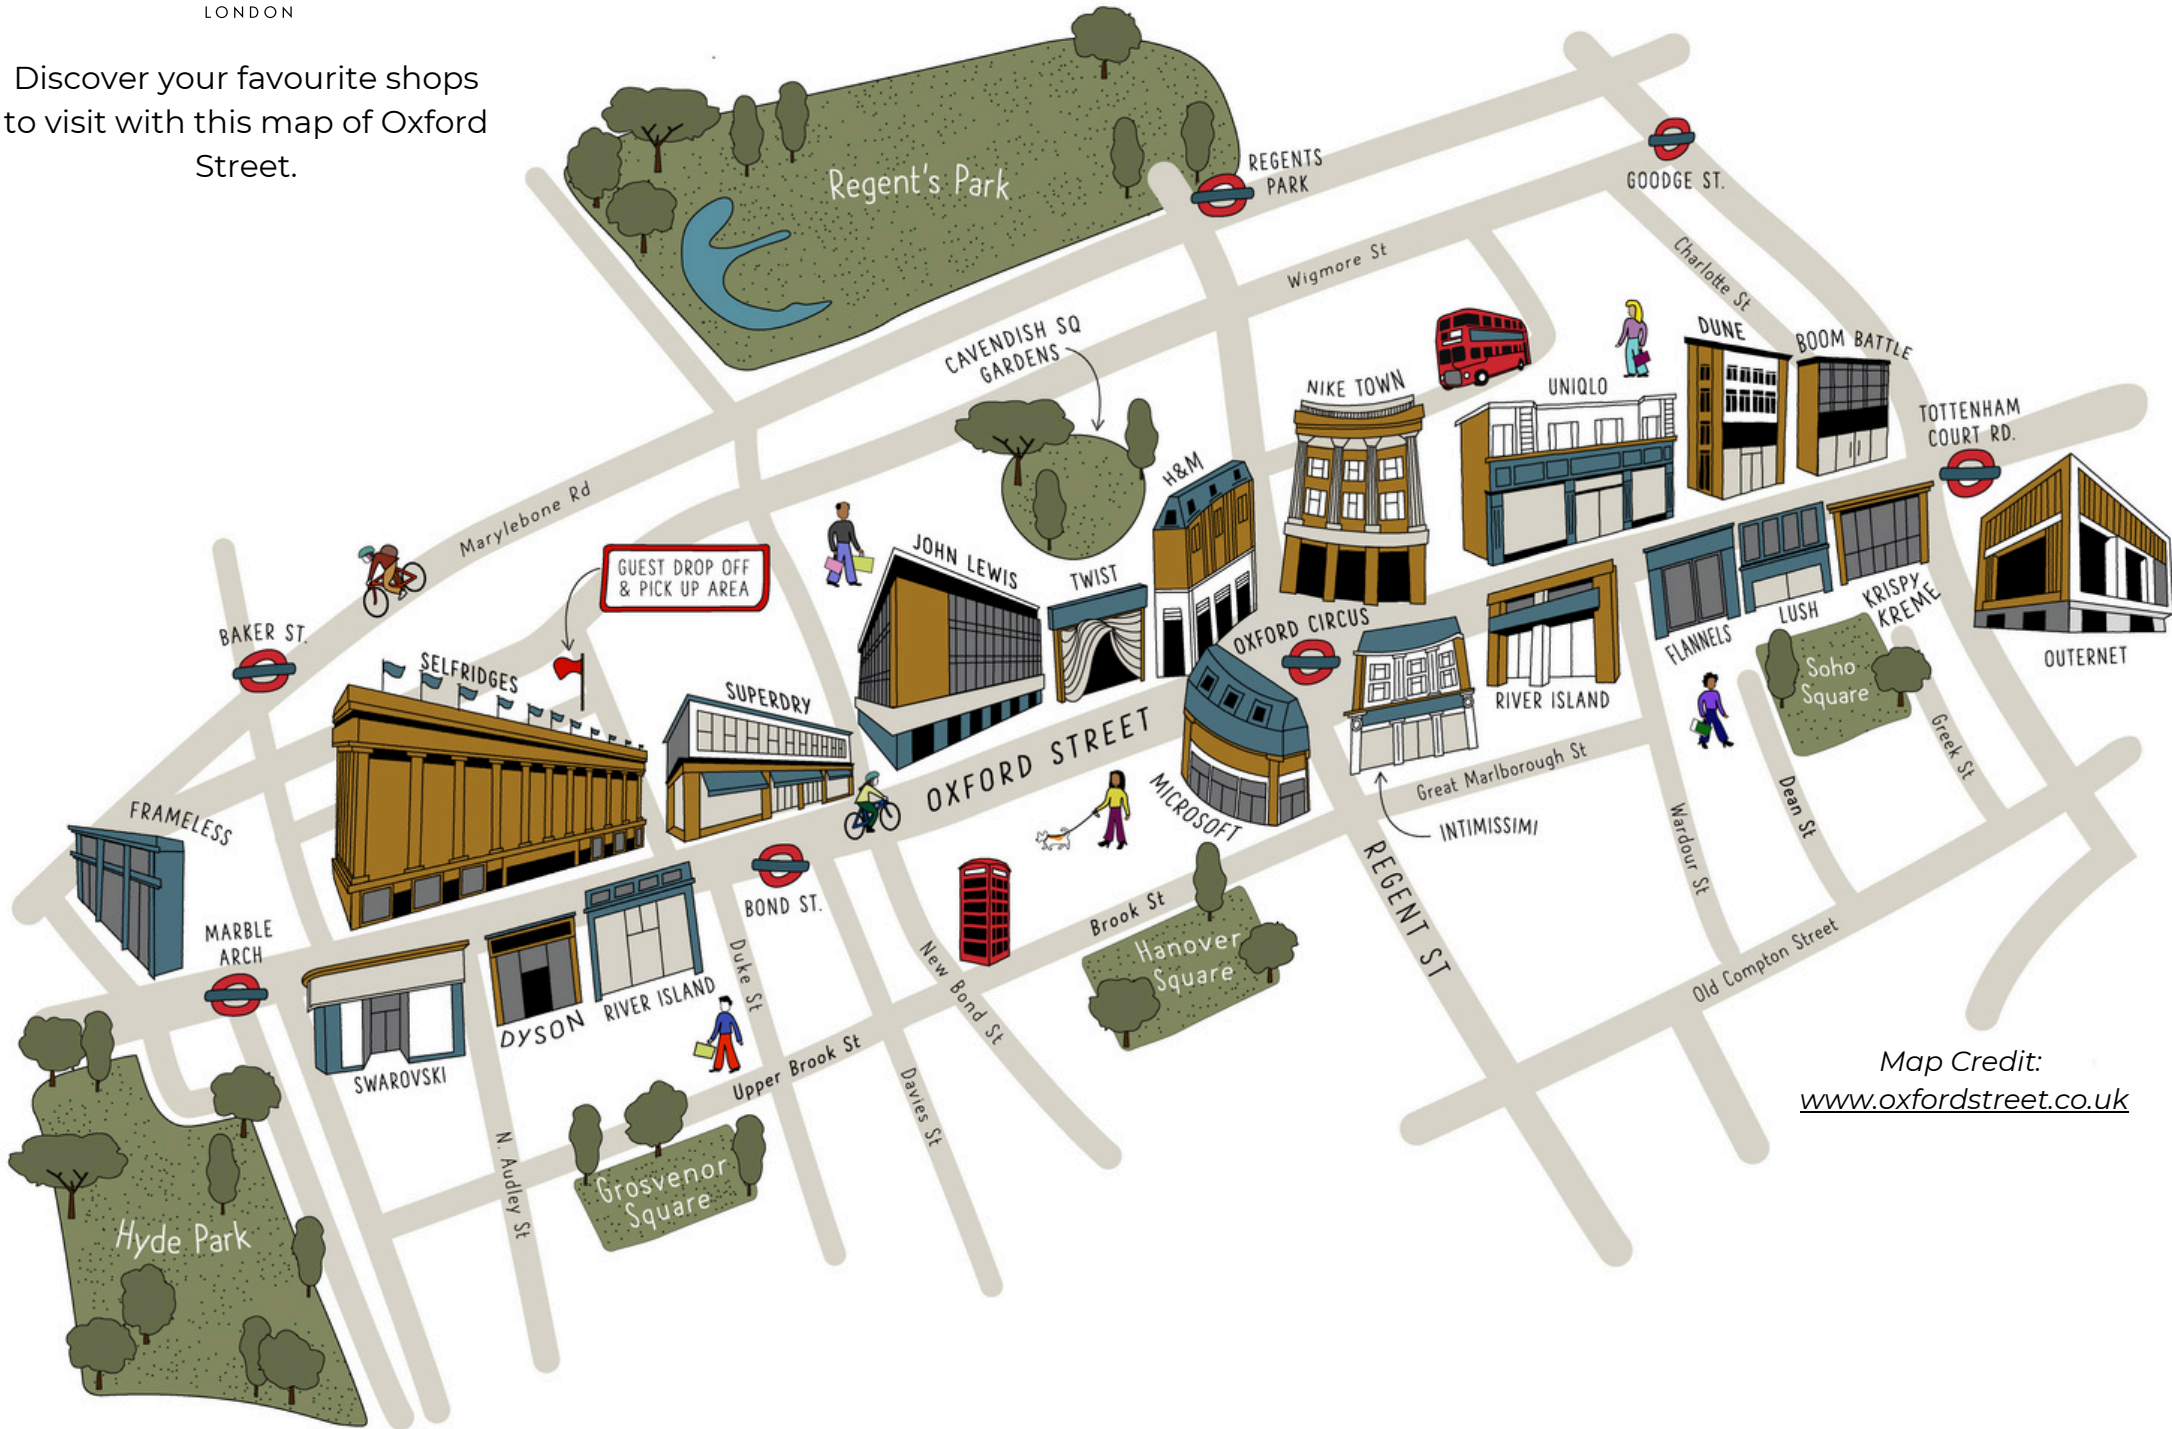 LONDON
Discover your favourite shops
to visit with this map of Oxford
Street.
Regent's Park
REGENTS
PARK
GOODGE ST.
Wigmore St
Charlotte St
CAVENDISH SQ
GARDENS
NIKE TOWN
UNIQLO
DUNE
BOOM BATTLE
TOTTENHAM
COURT RD.
H&M
Marylebone Rd
GUEST DROP OFF
& PICK UP AREA
JOHN LEWIS
TWIST
OXFORD CIRCUS
BAKER ST.
SELFRIDGES
SUPERDRY
RIVER ISLAND
FLANNELS
LUSH
KRISPY
KREME
OUTERNET
Soho
Square
OXFORD STREET
MICROSOFT
Great Marlborough St
INTIMISSIMI
Wardour St
Dean St
Greek St
FRAMELESS
MARBLE
ARCH
BOND ST.
REGENT ST
Brook St
Hanover
Square
Old Compton Street
SWAROVSKI
DYSON
RIVER ISLAND
Duke St
New Bond St
Upper Brook St
Davies St
N. Audley St
Grosvenor
Square
Hyde Park
Map Credit:
www.oxfordstreet.co.uk